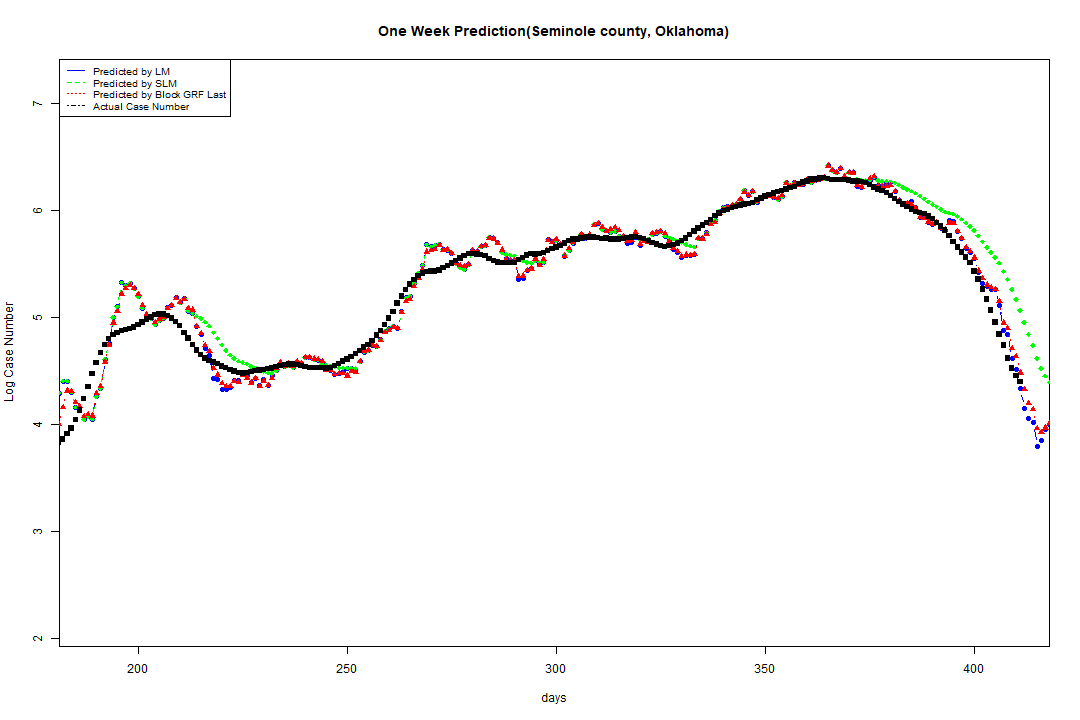 One Week Prediction(Seminole county, Oklahoma)
Predicted by LM
Predicted by SLM
Predicted by Block GRF Last
Actual Case Number
7
6
5
4
3
2
Log Case Number
200 250 300 350 400
days